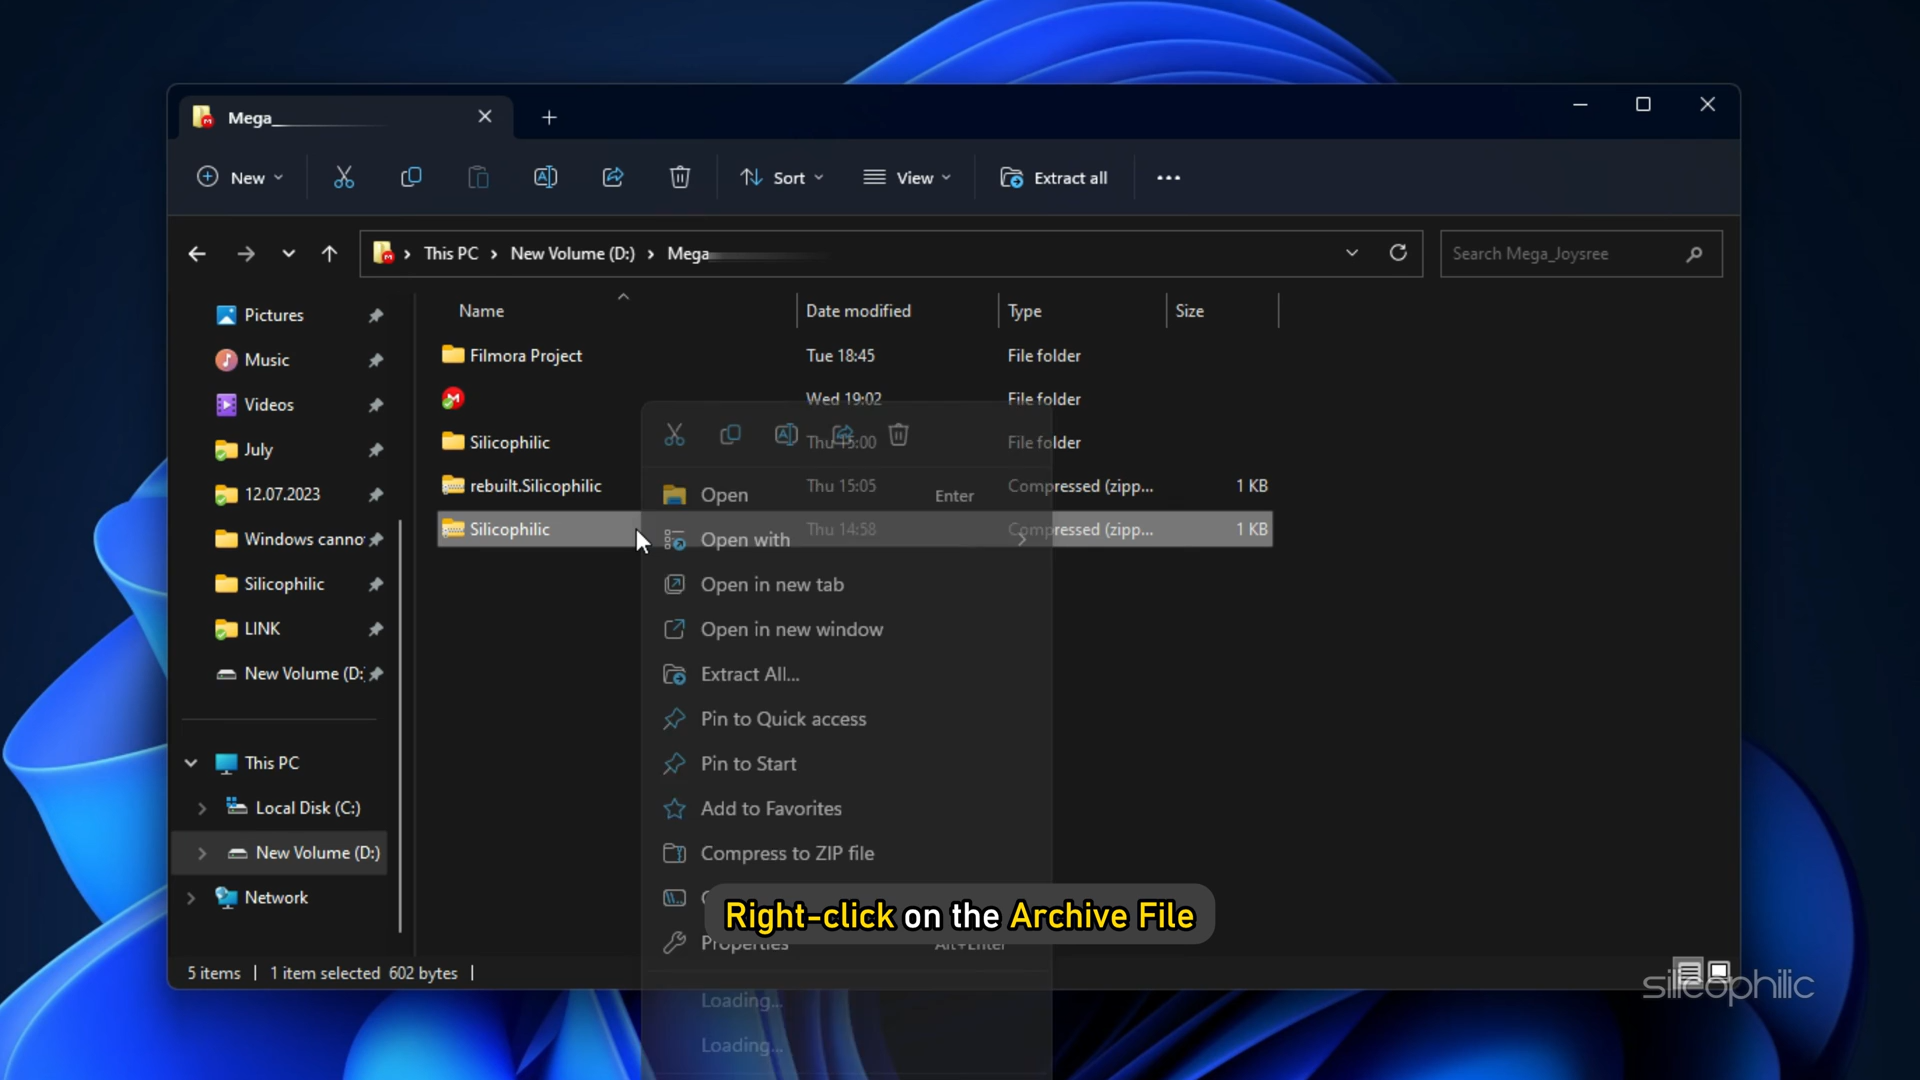 Mega_
New
Sort
View
Extract all
This PC
New Volume (D:)
Mega
Search Mega_Joysree
Name
Date modified
Type
Size
Pictures
Music
Videos
July
12.07.2023
Windows canno
Silicophilic
LINK
New Volume (D:
This PC
Local Disk (C:)
New Volume (D:)
Network
Filmora Project Tue 18:45 File folder
Wed 19:02 File folder
Silicophilic Thu 15:00 File folder
rebuilt.Silicophilic Thu 15:05 Compressed (zipp... 1 KB
Silicophilic Thu 14:58 Compressed (zipp... 1 KB
Open Enter
Open with
Open in new tab
Open in new window
Extract All...
Pin to Quick access
Pin to Start
Add to Favorites
Compress to ZIP file
Right-click on the Archive File
Properties Alt+Enter
Loading...
Loading...
5 items 1 item selected 602 bytes
silicophilic